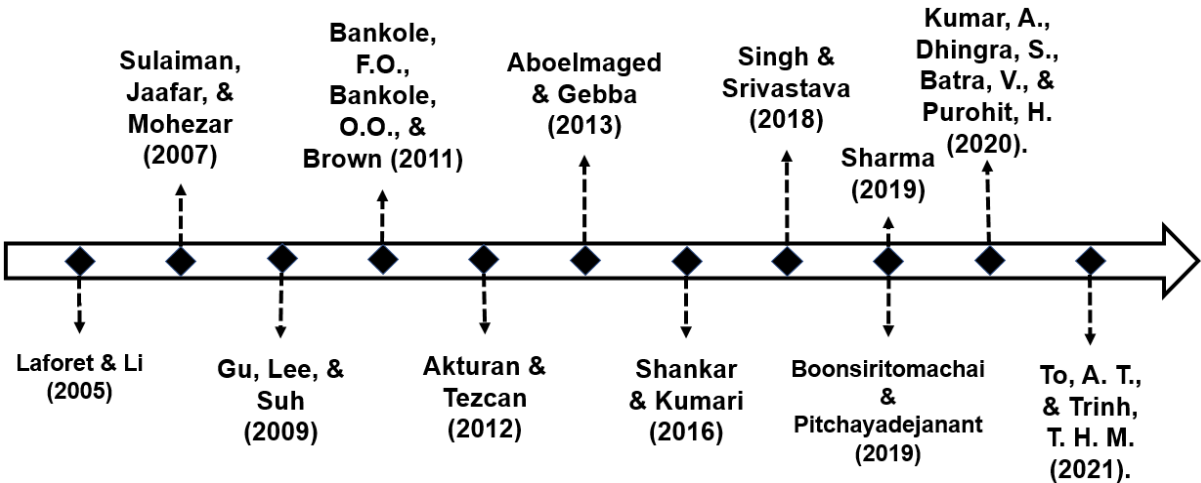 Sulaiman,
Jaafar, &
Mohezar
(2007)
Bankole,
F.O.,
Bankole,
O.O., &
Brown (2011)
Aboelmaged
& Gebba
(2013)
Singh &
Srivastava
(2018)
Sharma
(2019)
Kumar, A.,
Dhingra, S.,
Batra, V., &
Purohit, H.
(2020).
Laforet & Li
(2005)
Gu, Lee, &
Suh
(2009)
Akturan &
Tezcan
(2012)
Shankar
& Kumari
(2016)
Boonsiritomachai
&
Pitchayadejanant
(2019)
To, A. T.,
& Trinh,
T. H. M.
(2021).